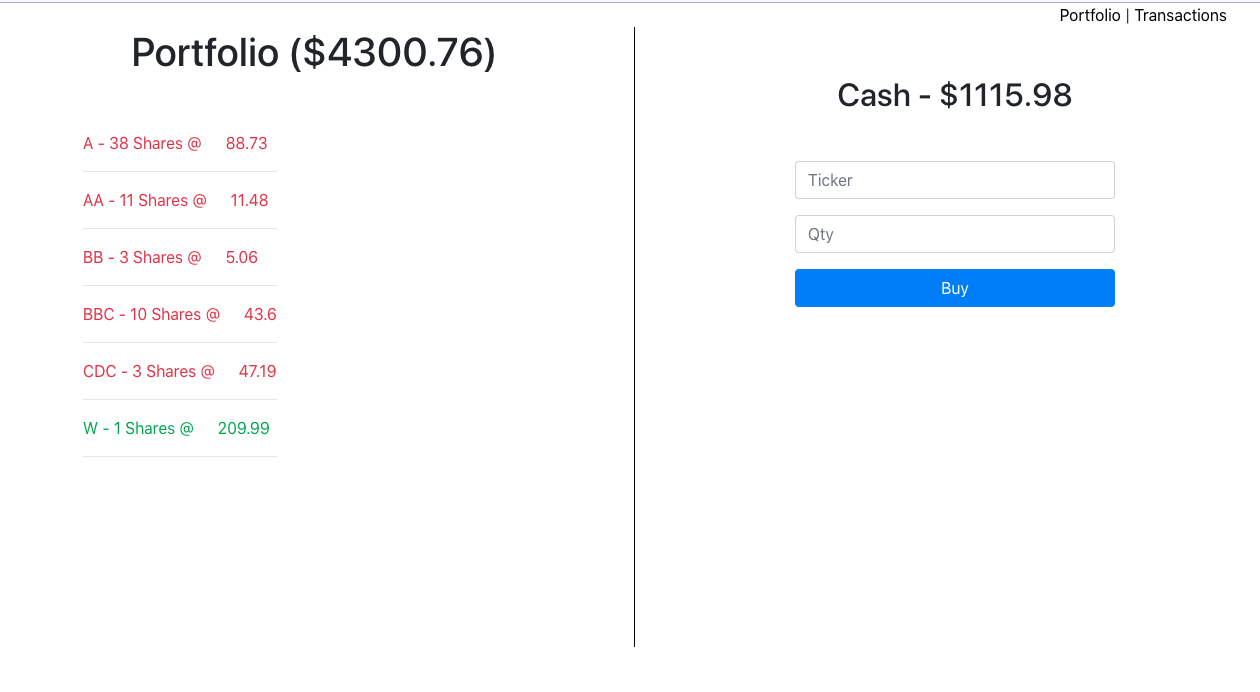 Portfolio | Transactions
Portfolio ($4300.76)
A - 38 Shares @ 88.73
AA - 11 Shares @ 11.48
BB - 3 Shares @ 5.06
BBC - 10 Shares @ 43.6
CDC - 3 Shares @ 47.19
W - 1 Shares @ 209.99
Cash - $1115.98
Ticker
Qty
Buy